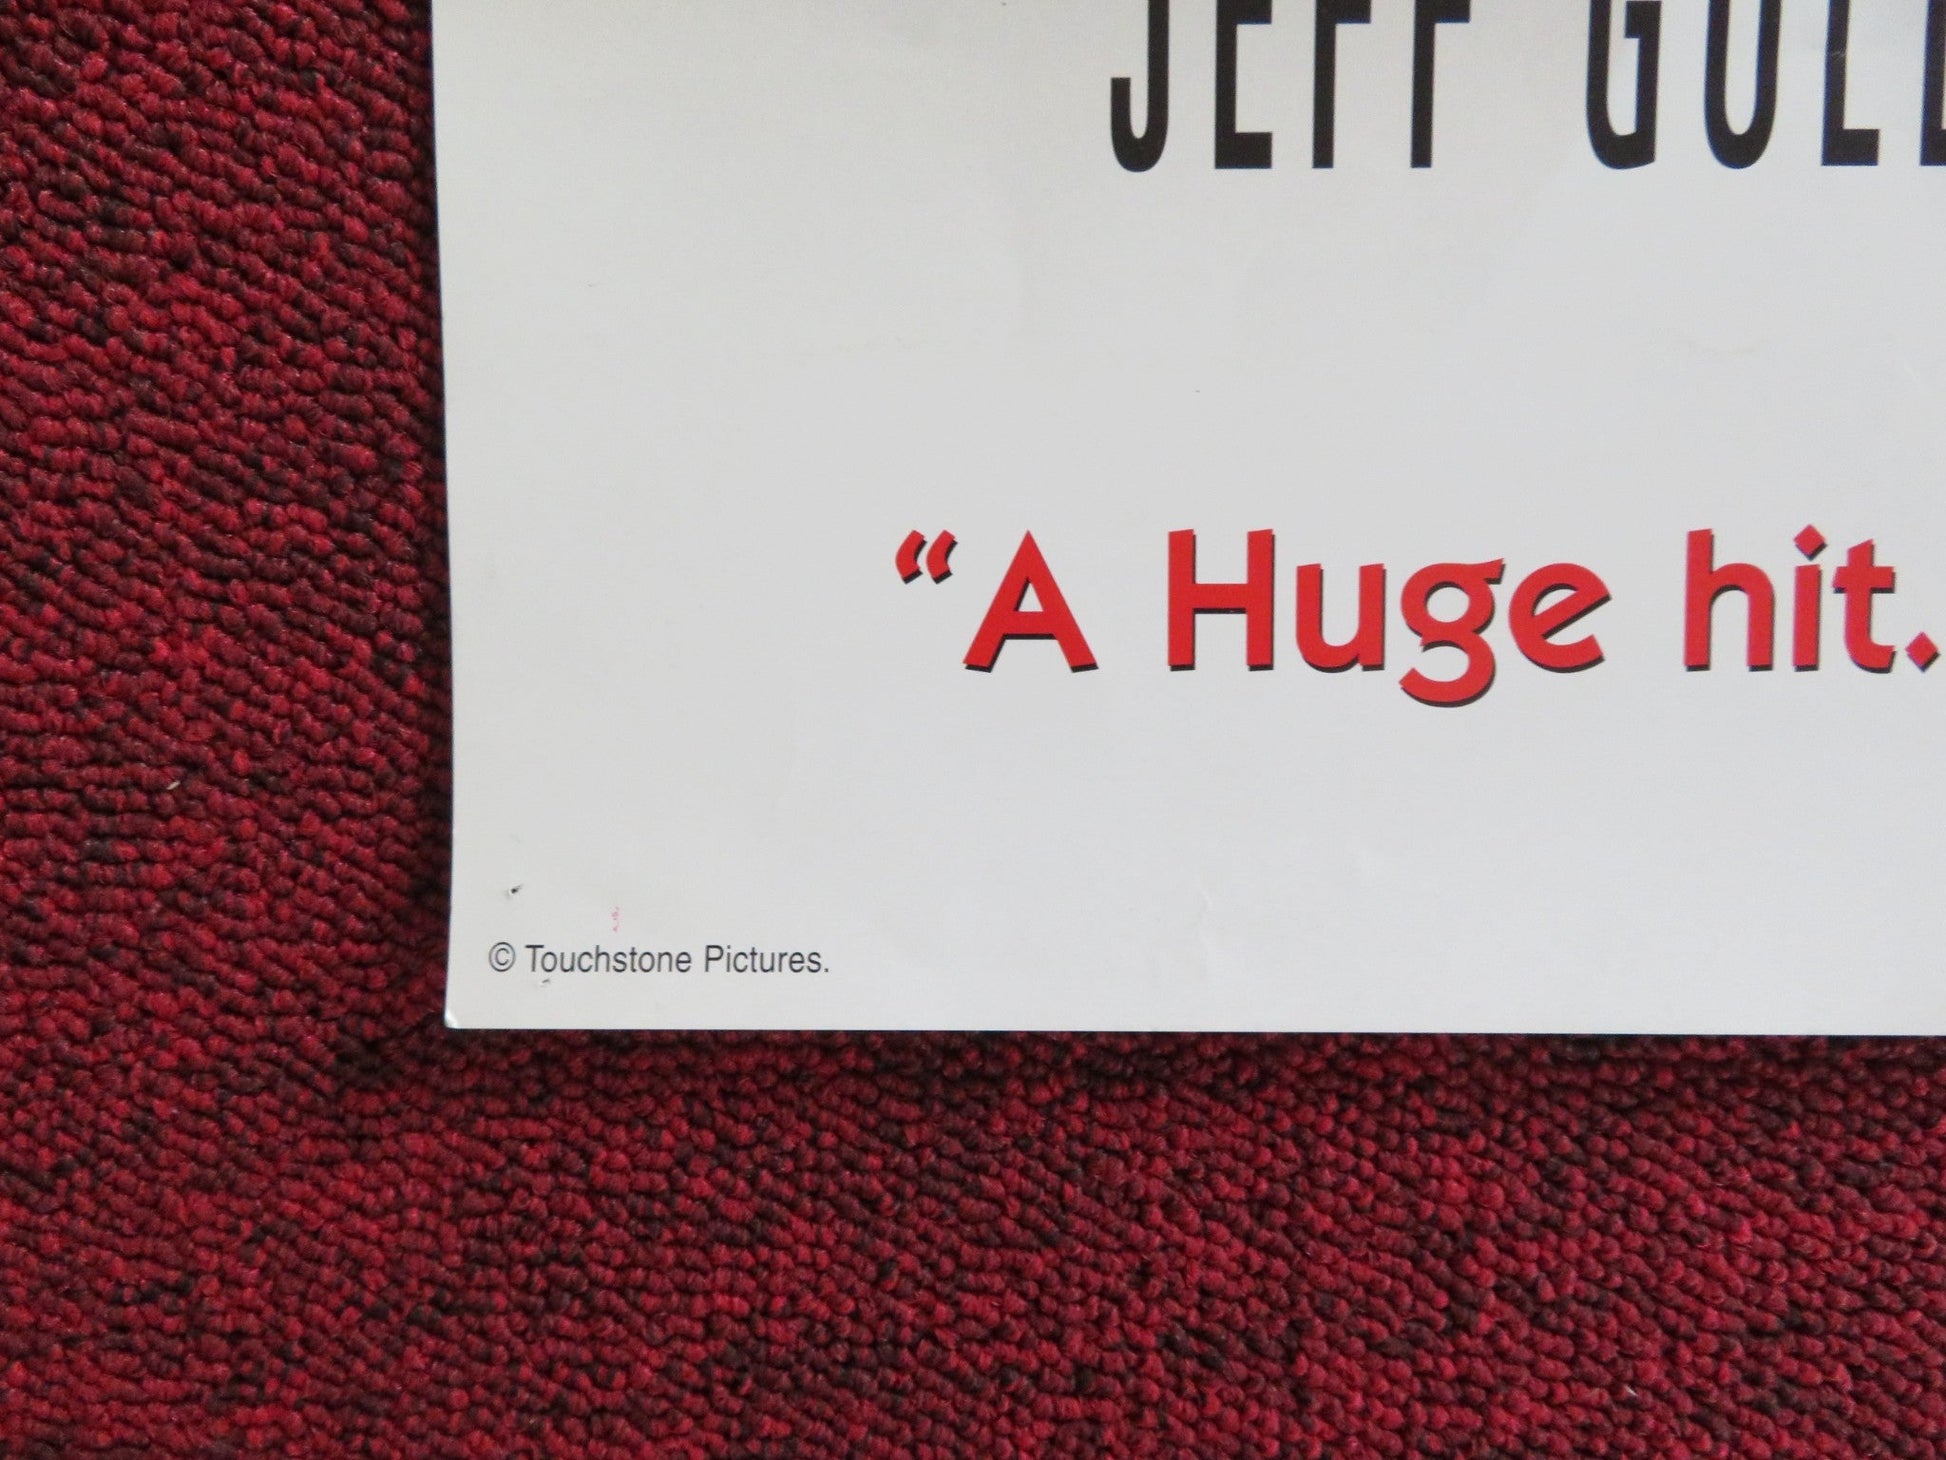 JEFF GOL
“A Huge hit.
© Touchstone Pictures.